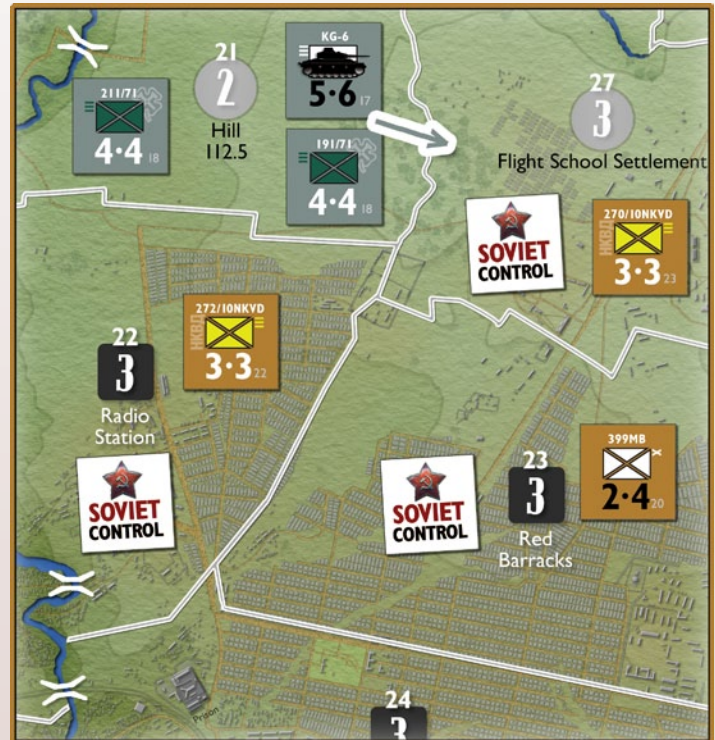 21
2
Hill
112.5
211/71
4·4 18
KG-6
5·6 17
191/71
4·4 18
27
3
Flight School Settlement
SOVIET
CONTROL
270/10NKVD
НКВД
3·3 23
22
3
Radio
Station
272/10NKVD
НКВД
3·3 22
SOVIET
CONTROL
SOVIET
CONTROL
23
3
Red
Barracks
399MB
X
2·4 20
Prison
24
3